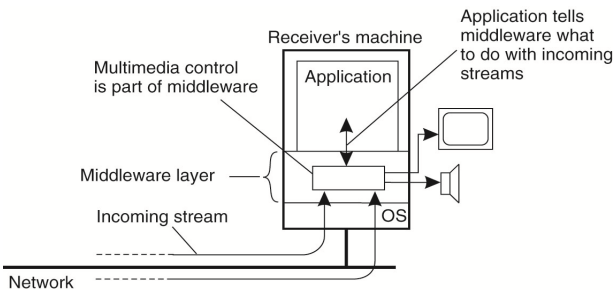 Application tells
middleware what
to do with incoming
streams
Receiver's machine
Multimedia control
is part of middleware
Application
Middleware layer
Incoming stream
OS
Network